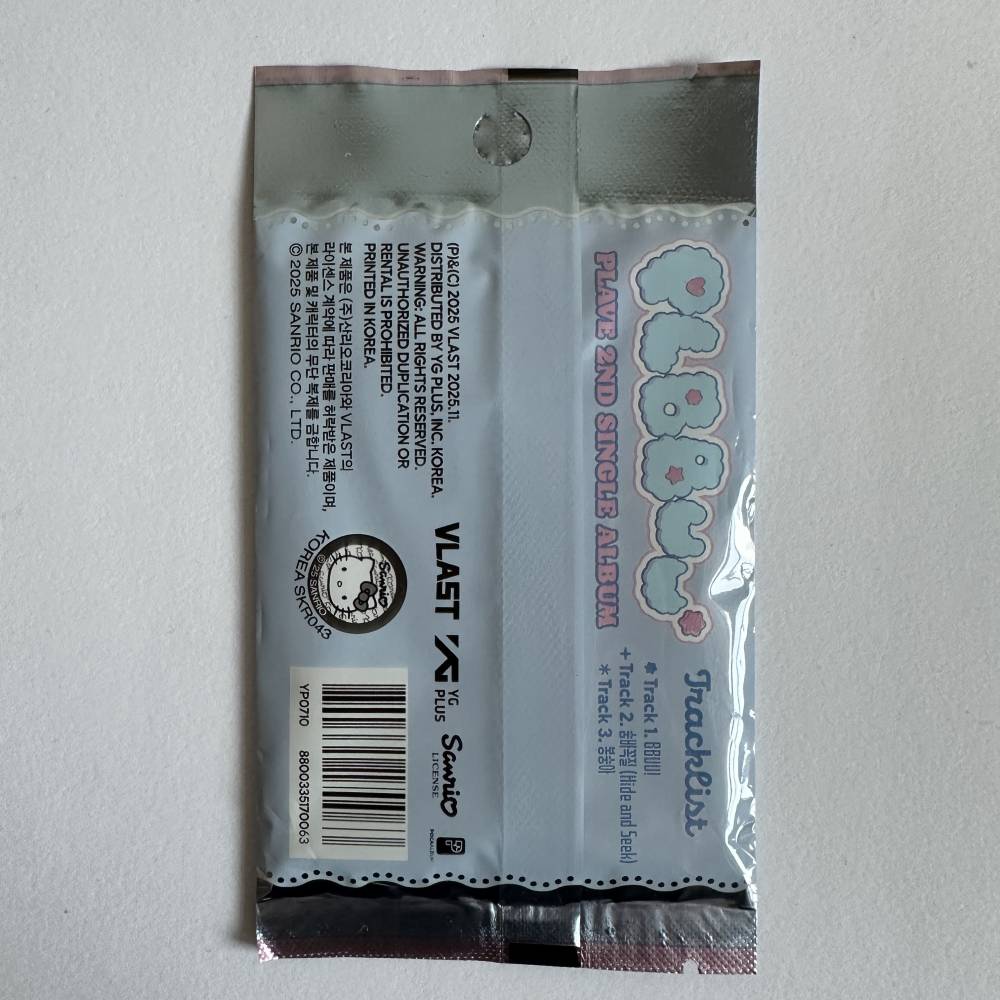 PLBBUU
PLAVE 2ND SINGLE ALBUM
Tracklist
Track 1. BBUU!
+ Track 2. 숨바꼭질 (Hide and Seek)
* Track 3. 봉숭아
(P)&(C) 2025 VLAST 2025.11.
DISTRIBUTED BY YG PLUS, INC. KOREA.
WARNING: ALL RIGHTS RESERVED.
UNAUTHORIZED DUPLICATION OR
RENTAL IS PROHIBITED.
PRINTED IN KOREA.
본 제품은 (주)산리오코리아와 VLAST의
라이센스 계약에 따라 판매를 허락받은 제품이며,
본 제품 및 캐릭터의 무단 복제를 금합니다.
© 2025 SANRIO CO., LTD.
VLAST
YG
PLUS
Sanrio
LICENSE
Sanrio
© '25 SANRIO
KOREA SKR043
YP0710
8800335170063